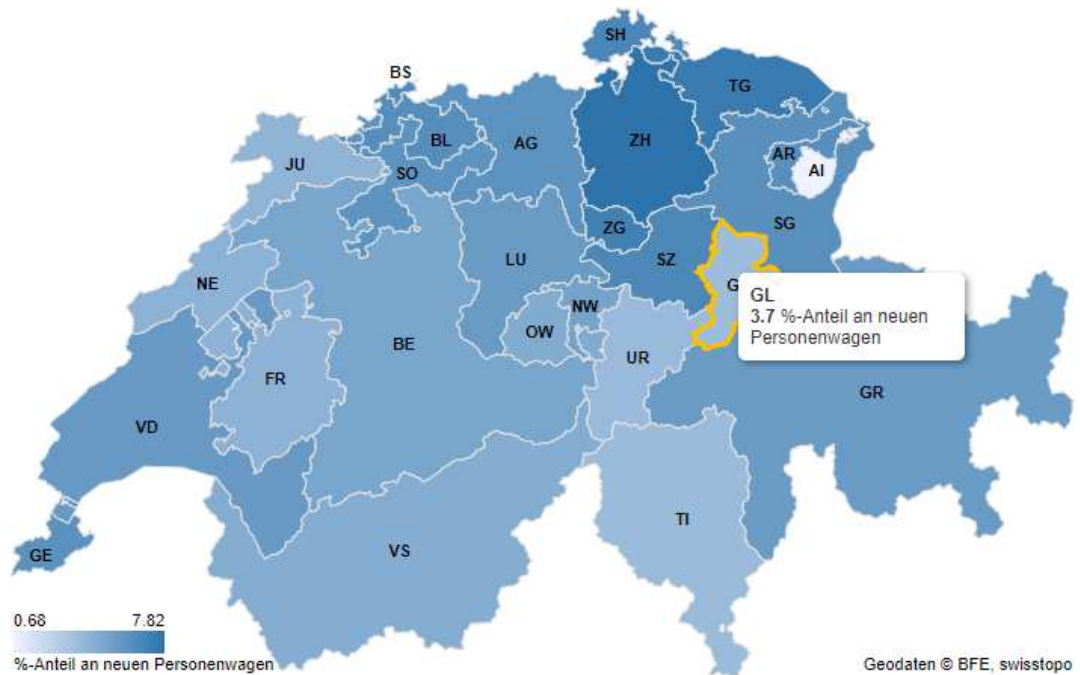 SH
BS
TG
BL
AG
ZH
JU
AR
AI
SO
ZG
SG
LU
SZ
NE
GL
3.7 %-Anteil an neuen
Personenwagen
NW
OW
BE
UR
FR
GR
VD
TI
VS
GE
0.68 7.82
%-Anteil an neuen Personenwagen
Geodaten © BFE, swisstopo